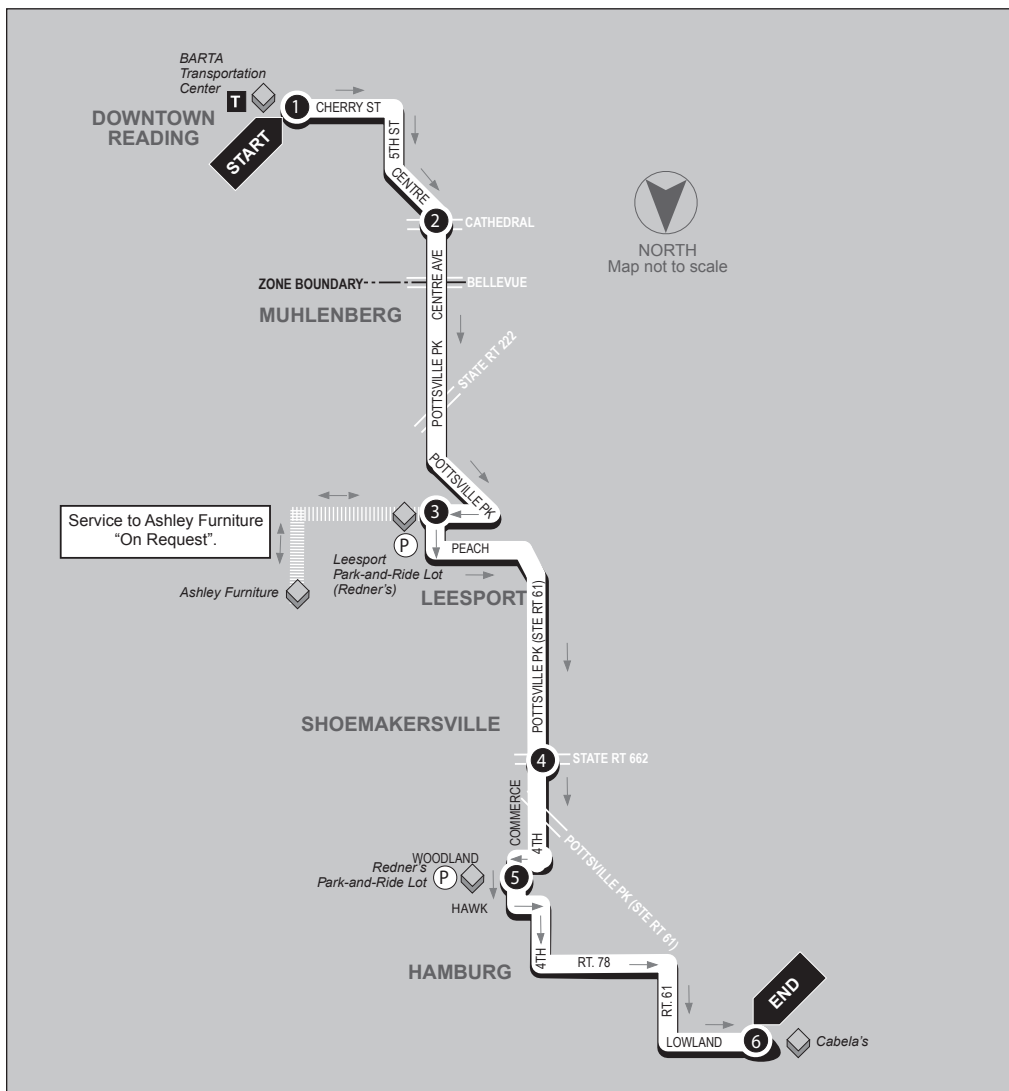 BARTA
Transportation
Center
T
1
CHERRY ST
DOWNTOWN
READING
START
5TH ST
CENTRE
2
CATHEDRAL
NORTH
Map not to scale
CENTRE AVE
ZONE BOUNDARY
BELLEVUE
MUHLENBERG
POTTSVILLE PK
STATE RT 222
POTTSVILLE PK
3
Service to Ashley Furniture
“On Request”.
P
Leesport
Park-and-Ride Lot
(Redner's)
PEACH
Ashley Furniture
LEESPORT
POTTSVILLE PK (STE RT 61)
SHOEMAKERSVILLE
4
STATE RT 662
COMMERCE
4TH
POTTSVILLE PK (STE RT 61)
WOODLAND
Redner's
Park-and-Ride Lot
P
5
HAWK
4TH
HAMBURG
RT. 78
RT. 61
END
LOWLAND
6
Cabela's